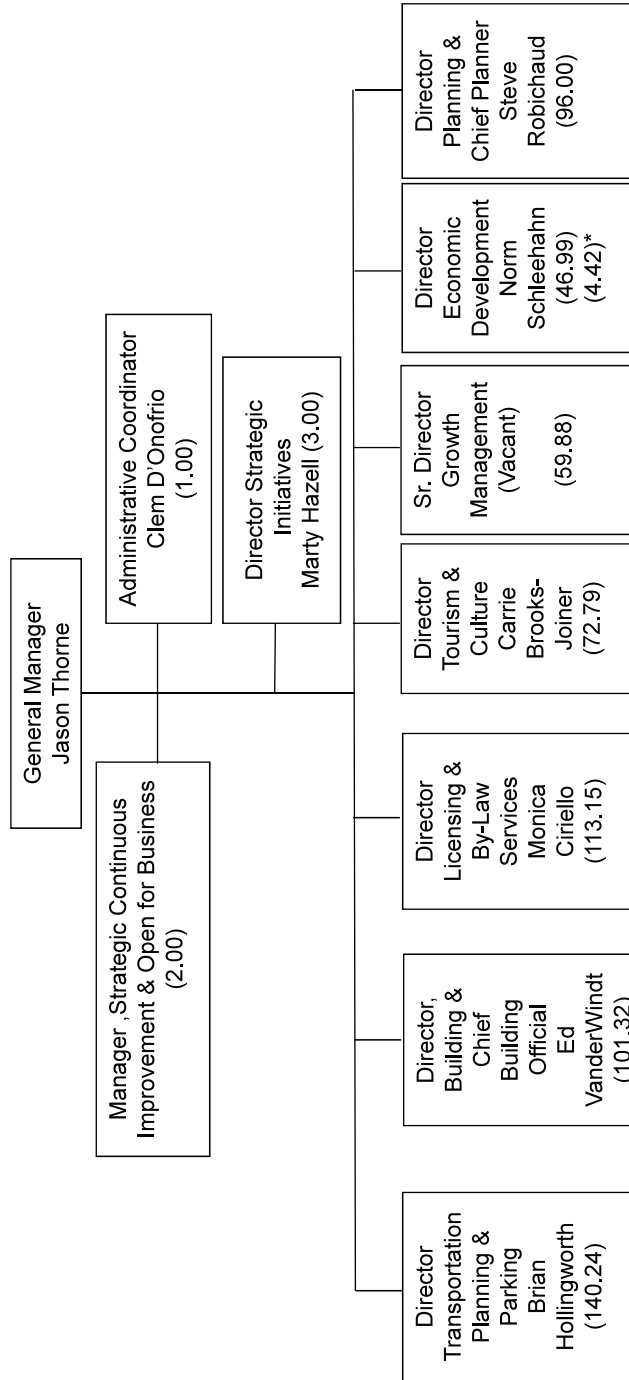 General Manager
Jason Thorne
Manager ,Strategic Continuous
Improvement & Open for Business
(2.00)
Administrative Coordinator
Clem D'Onofrio
(1.00)
Director Strategic
Initiatives
Marty Hazell (3.00)
Director
Transportation
Planning &
Parking
Brian
Hollingworth
(140.24)
Director,
Building &
Chief
Building
Official
Ed
VanderWindt
(101.32)
Director
Licensing &
By-Law
Services
Monica
Ciriello
(113.15)
Director
Tourism &
Culture
Carrie
Brooks-
Joiner
(72.79)
Sr. Director
Growth
Management
(Vacant)
(59.88)
Director
Economic
Development
Norm
Schleehahn
(46.99)
(4.42)*
Director
Planning &
Chief Planner
Steve
Robichaud
(96.00)